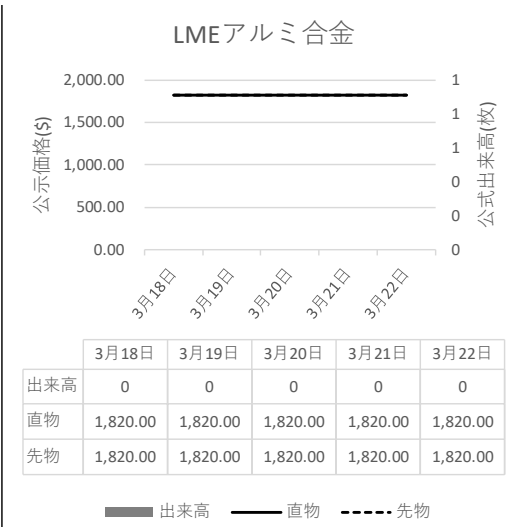 LMEアルミ合金
2,000.00
1,500.00
1,000.00
500.00
0.00
公示価格($)
1
1
1
0
0
0
公式出来高(枚)
3月18日 3月19日 3月20日 3月21日 3月22日
3月18日 3月19日 3月20日 3月21日 3月22日
出来高 0 0 0 0 0
直物 1,820.00 1,820.00 1,820.00 1,820.00 1,820.00
先物 1,820.00 1,820.00 1,820.00 1,820.00 1,820.00
出来高 直物 先物